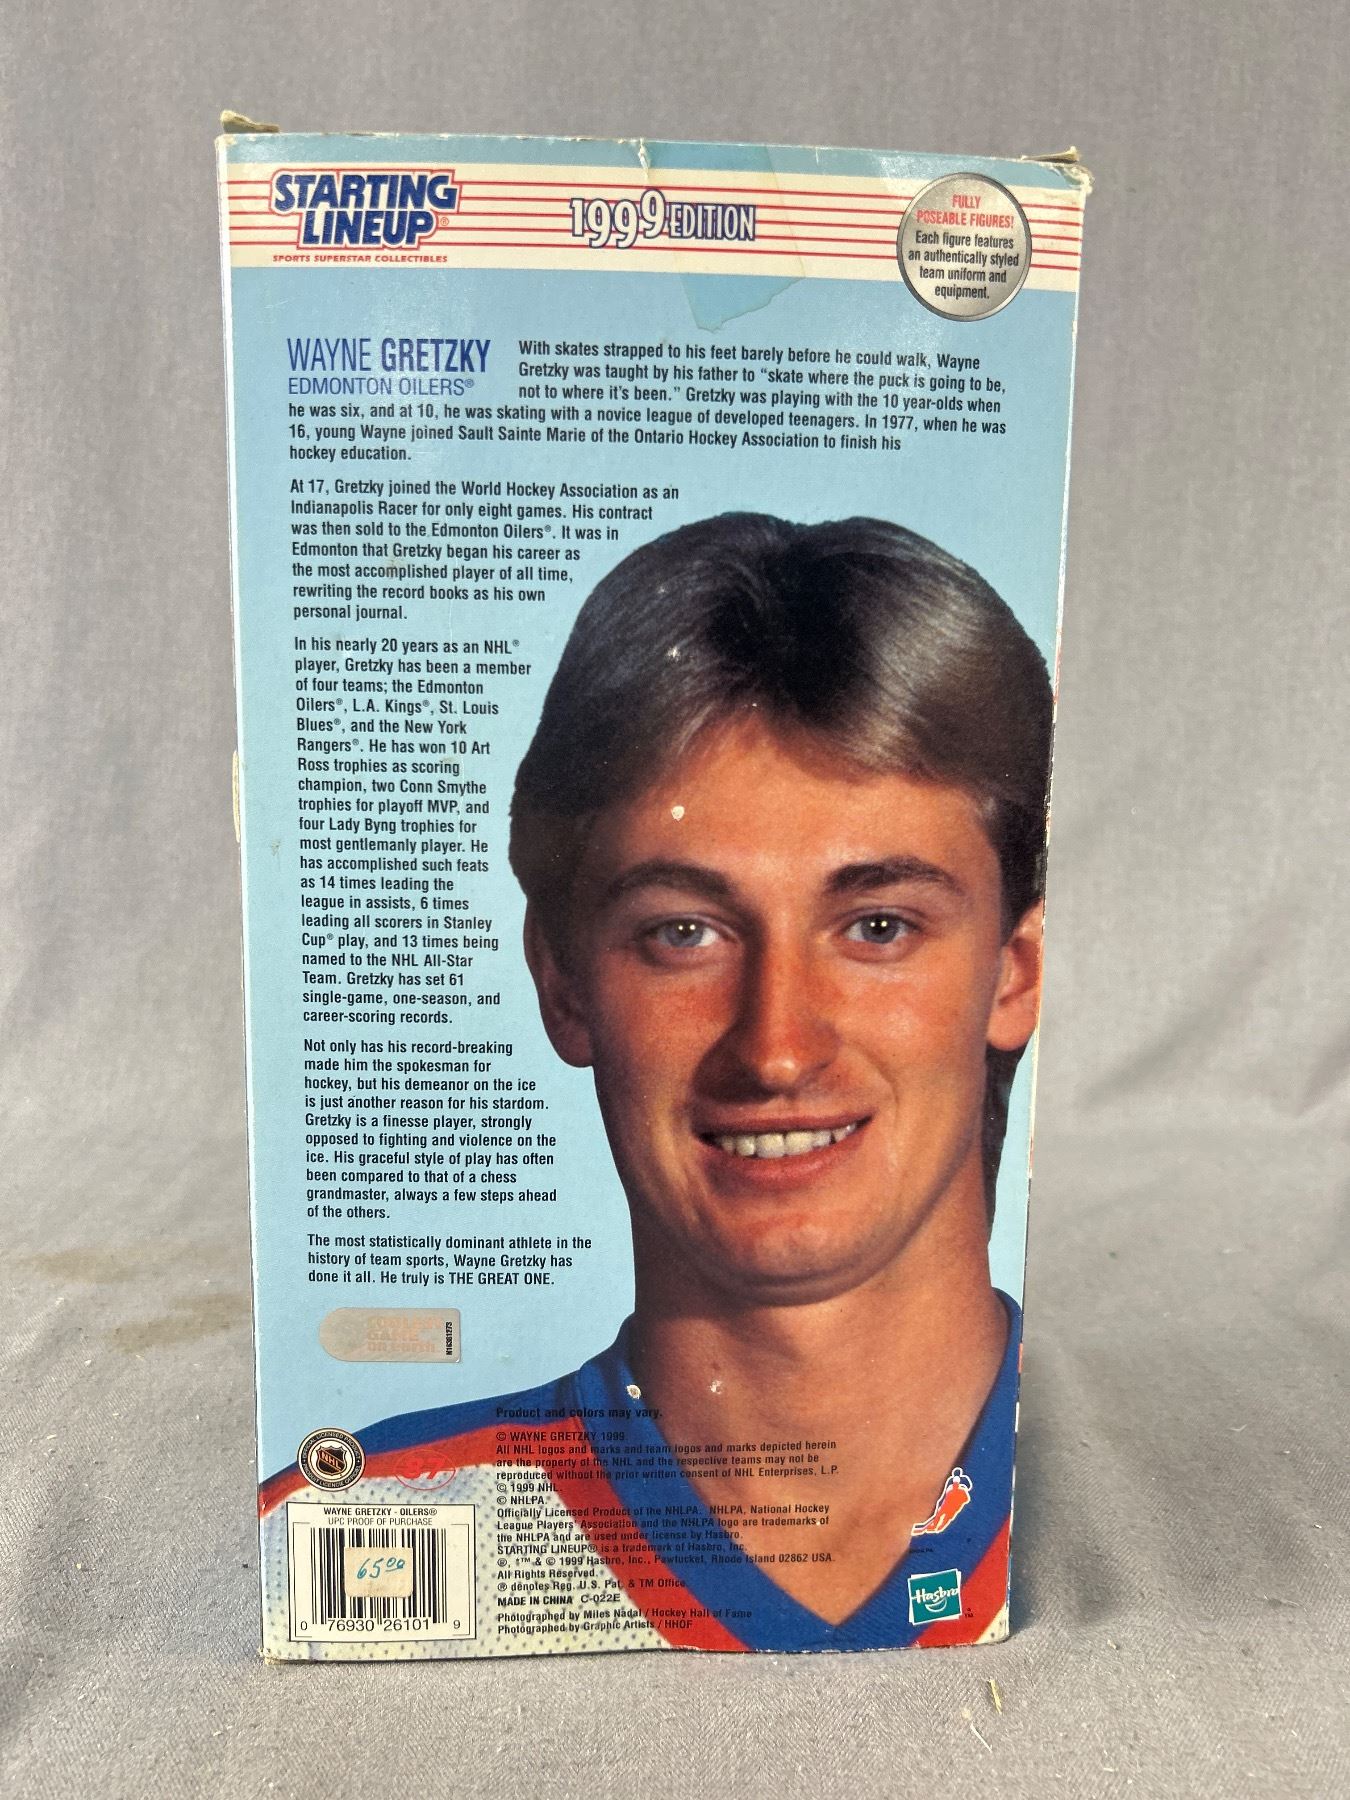 STARTING
LINEUP®
SPORTS SUPERSTAR COLLECTIBLES
1999 EDITION
FULLY
POSEABLE FIGURES!
Each figure features
an authentically styled
team uniform and
equipment.
WAYNE GRETZKY
EDMONTON OILERS®
With skates strapped to his feet barely before he could walk, Wayne
Gretzky was taught by his father to “skate where the puck is going to be,
not to where it’s been.” Gretzky was playing with the 10 year-olds when
he was six, and at 10, he was skating with a novice league of developed teenagers. In 1977, when he was
16, young Wayne joined Sault Sainte Marie of the Ontario Hockey Association to finish his
hockey education.
At 17, Gretzky joined the World Hockey Association as an
Indianapolis Racer for only eight games. His contract
was then sold to the Edmonton Oilers®. It was in
Edmonton that Gretzky began his career as
the most accomplished player of all time,
rewriting the record books as his own
personal journal.
In his nearly 20 years as an NHL®
player, Gretzky has been a member
of four teams; the Edmonton
Oilers®, L.A. Kings®, St. Louis
Blues®, and the New York
Rangers®. He has won 10 Art
Ross trophies as scoring
champion, two Conn Smythe
trophies for playoff MVP, and
four Lady Byng trophies for
most gentlemanly player. He
has accomplished such feats
as 14 times leading the
league in assists, 6 times
leading all scorers in Stanley
Cup® play, and 13 times being
named to the NHL All-Star
Team. Gretzky has set 61
single-game, one-season, and
career-scoring records.
Not only has his record-breaking
made him the spokesman for
hockey, but his demeanor on the ice
is just another reason for his stardom.
Gretzky is a finesse player, strongly
opposed to fighting and violence on the
ice. His graceful style of play has often
been compared to that of a chess
grandmaster, always a few steps ahead
of the others.
The most statistically dominant athlete in the
history of team sports, Wayne Gretzky has
done it all. He truly is THE GREAT ONE.
COOLEST
GAME
ON EARTH
Product and colors may vary.
© WAYNE GRETZKY 1999.
All NHL logos and marks and team logos and marks depicted herein
are the property of the NHL and the respective teams may not be
reproduced without the prior written consent of NHL Enterprises, L.P.
© 1999 NHL.
© NHLPA.
Officially Licensed Product of the NHLPA. NHLPA, National Hockey
League Players' Association and the NHLPA logo are trademarks of
the NHLPA and are used under license by Hasbro.
STARTING LINEUP® is a trademark of Hasbro, Inc.
®, *™ & © 1999 Hasbro, Inc., Pawtucket, Rhode Island 02862 USA.
All Rights Reserved.
® denotes Reg. U.S. Pat. & TM Office
MADE IN CHINA C-022E
Photographed by Miles Nadal / Hockey Hall of Fame
Photographed by Graphic Artists / HHOF
NHL
WAYNE GRETZKY - OILERS®
UPC PROOF OF PURCHASE
65.00
0 76930 26101 9
Hasbro
TM